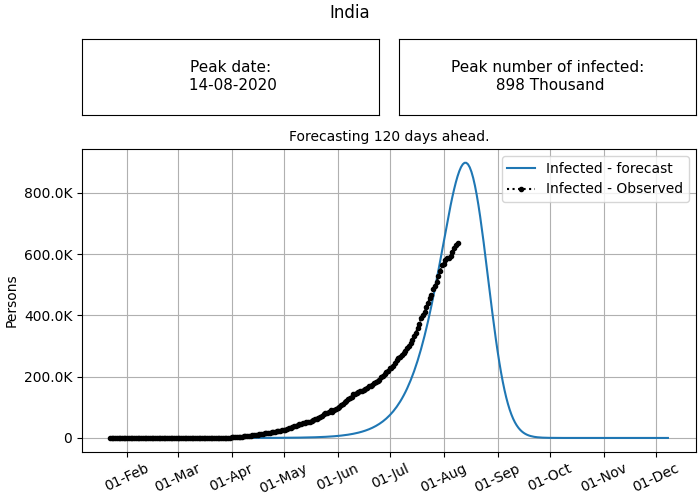 India
Peak date:
14-08-2020
Peak number of infected:
898 Thousand
Forecasting 120 days ahead.
Infected - forecast
Infected - Observed
Persons
800.0K
600.0K
400.0K
200.0K
0
01-Feb
01-Mar
01-Apr
01-May
01-Jun
01-Jul
01-Aug
01-Sep
01-Oct
01-Nov
01-Dec